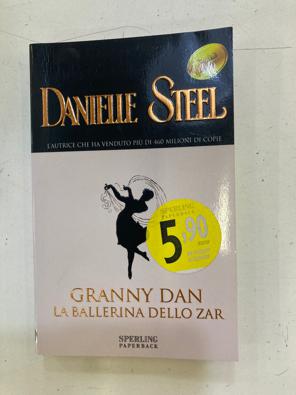 DANIELLE STEEL
L'AUTRICE CHE HA VENDUTO PIÙ DI 460 MILIONI DI COPIE
SPERLING
PAPERBACK
5,90
GRANNY DAN
LA BALLERINA DELLO ZAR
SPERLING
PAPERBACK